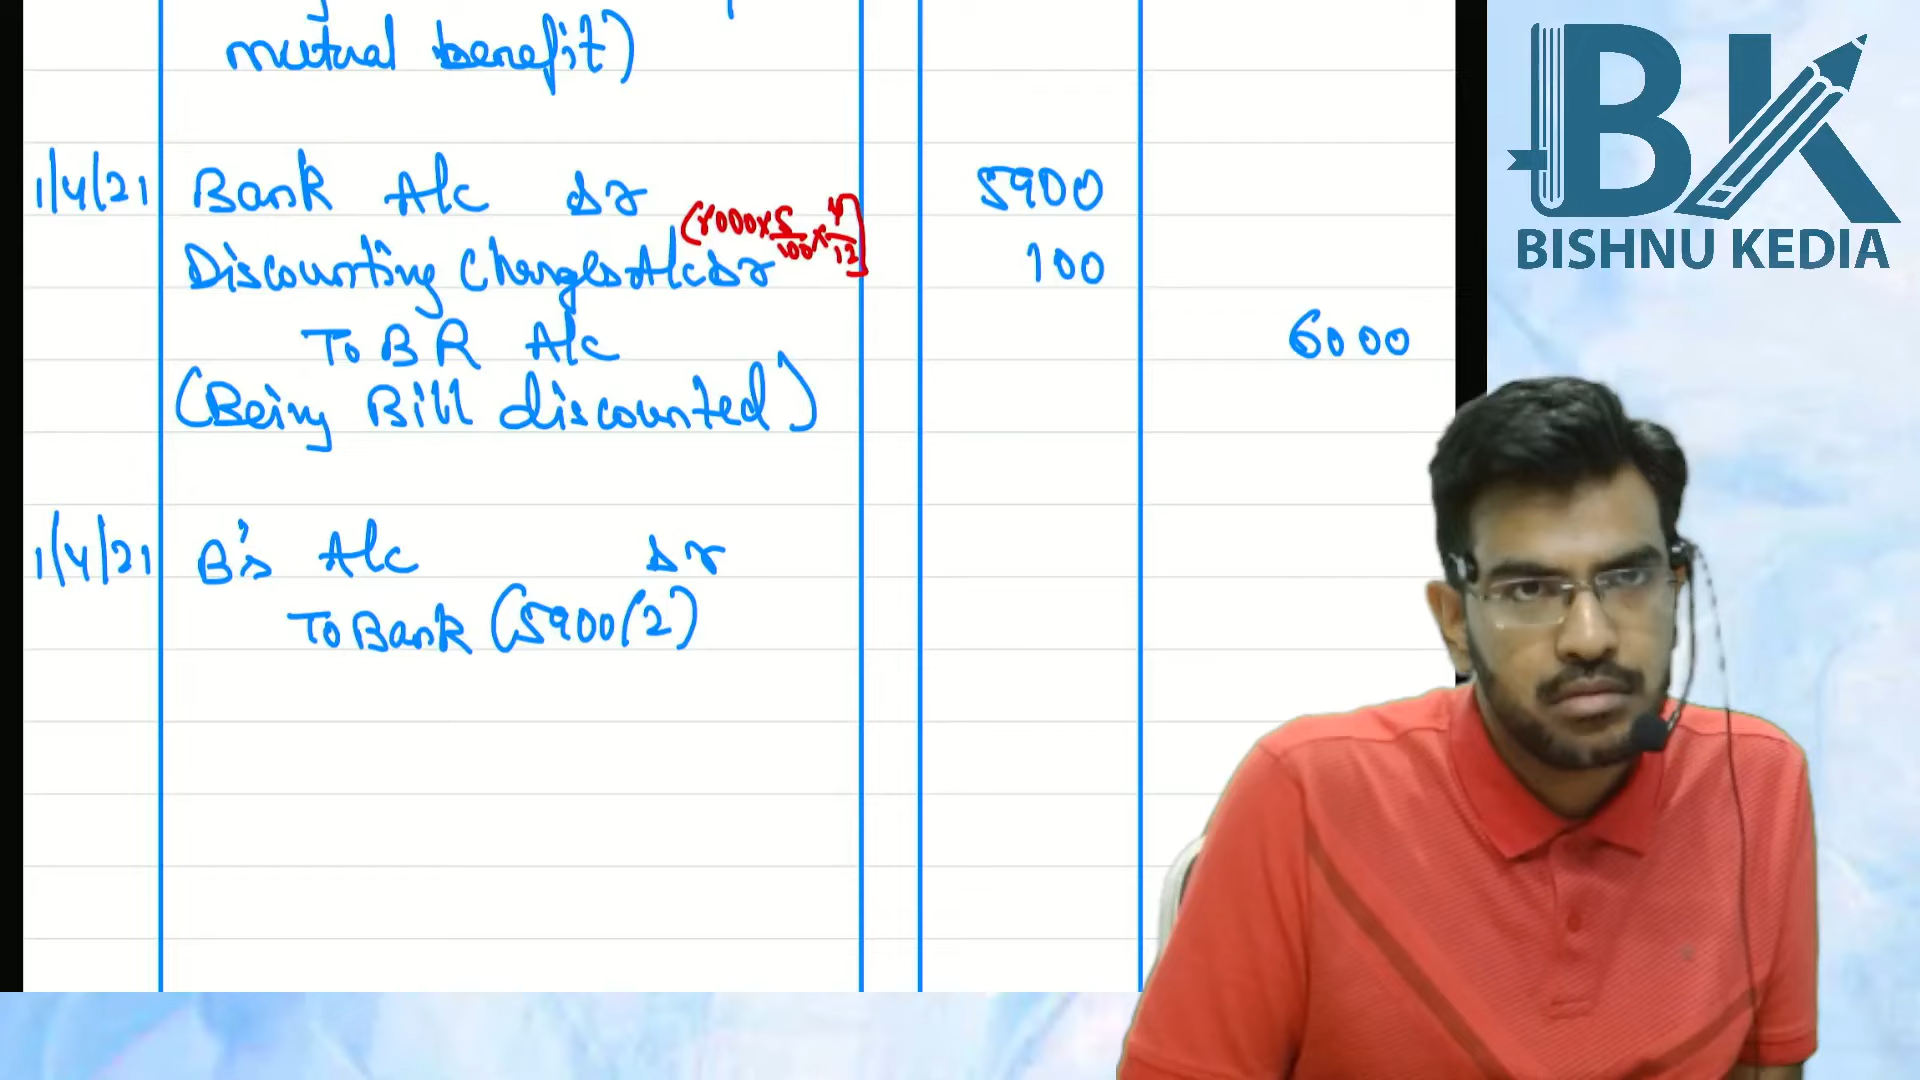 mutual benefit)
1/4/21 Bank A/c Dr 5900
(6000×5/100×4/12)
Discounting Charges A/c Dr 100
To B R A/c 6000
(Being Bill discounted)
1/4/21 B's A/c Dr
To Bank (5900/2)
BK
BISHNU KEDIA